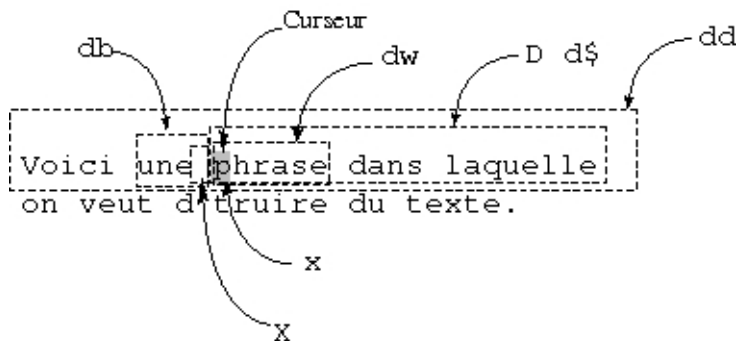 Curseur
db dw D d$ dd
Voici une phrase dans laquelle
on veut d truire du texte.
x
X